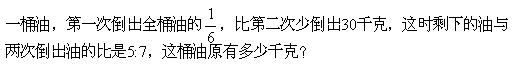 一桶油，第一次倒出全桶油的1/6，比第二次少倒出30千克，这时剩下的油与
两次倒出油的比是5:7，这桶油原有多少千克？